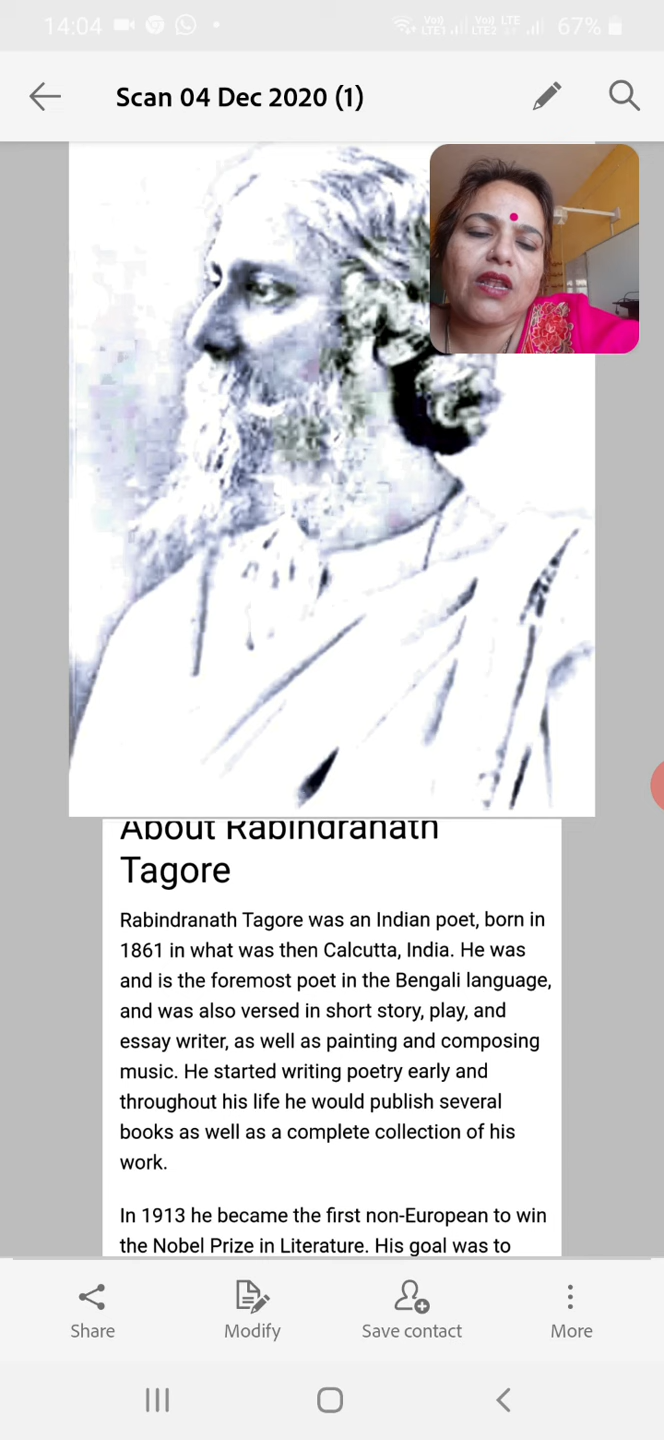 14:04
Vo) LTE1
Vo) LTE LTE2
67%
Scan 04 Dec 2020 (1)
About Rabindranath
Tagore
Rabindranath Tagore was an Indian poet, born in
1861 in what was then Calcutta, India. He was
and is the foremost poet in the Bengali language,
and was also versed in short story, play, and
essay writer, as well as painting and composing
music. He started writing poetry early and
throughout his life he would publish several
books as well as a complete collection of his
work.
In 1913 he became the first non-European to win
the Nobel Prize in Literature. His goal was to
Share
Modify
Save contact
More